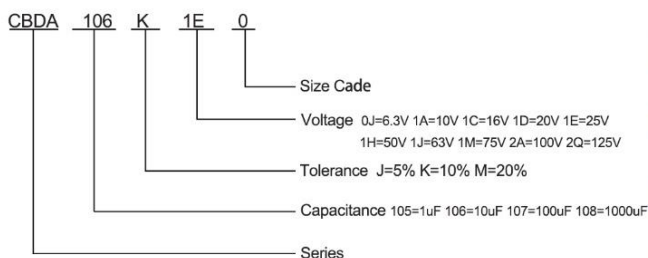 CBDA 106 K 1E 0
Size Cade
Voltage 0J=6.3V 1A=10V 1C=16V 1D=20V 1E=25V
1H=50V 1J=63V 1M=75V 2A=100V 2Q=125V
Tolerance J=5% K=10% M=20%
Capacitance 105=1uF 106=10uF 107=100uF 108=1000uF
Series